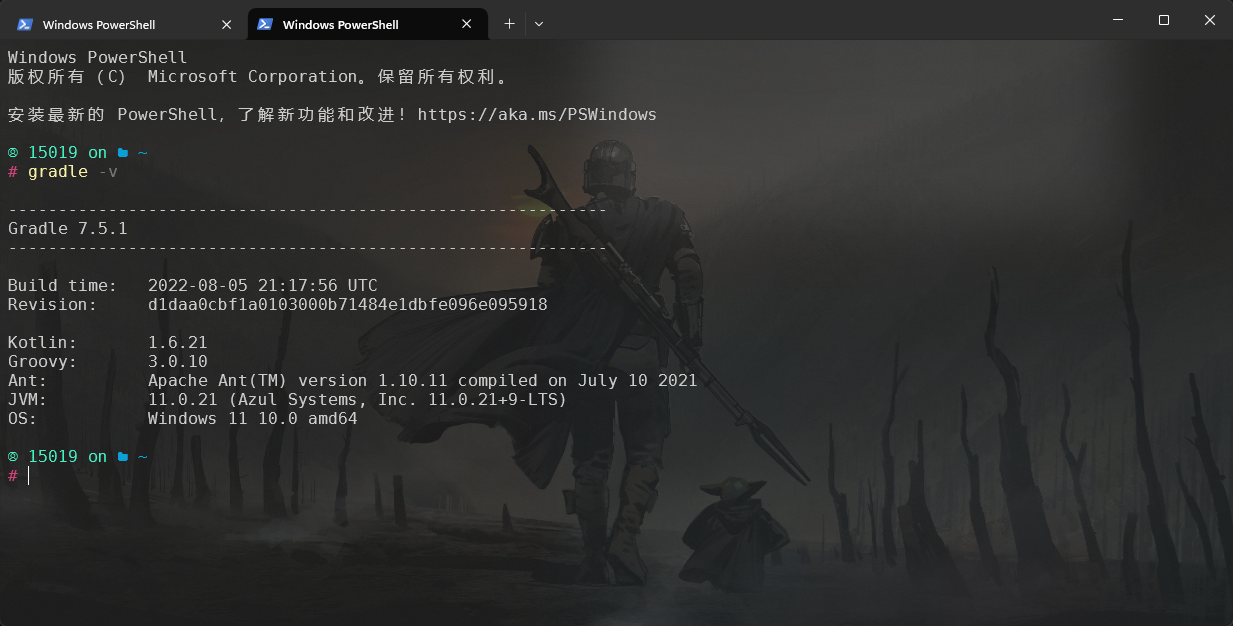 Windows PowerShell
Windows PowerShell
Windows PowerShell
版权所有 (C) Microsoft Corporation。保留所有权利。
安装最新的 PowerShell,了解新功能和改进!https://aka.ms/PSWindows
@ 15019 on ~
# gradle -v
------------------------------------------------------------
Gradle 7.5.1
------------------------------------------------------------
Build time: 2022-08-05 21:17:56 UTC
Revision: d1daa0cbf1a0103000b71484e1dbfe096e095918
Kotlin: 1.6.21
Groovy: 3.0.10
Ant: Apache Ant(TM) version 1.10.11 compiled on July 10 2021
JVM: 11.0.21 (Azul Systems, Inc. 11.0.21+9-LTS)
OS: Windows 11 10.0 amd64
@ 15019 on ~
#